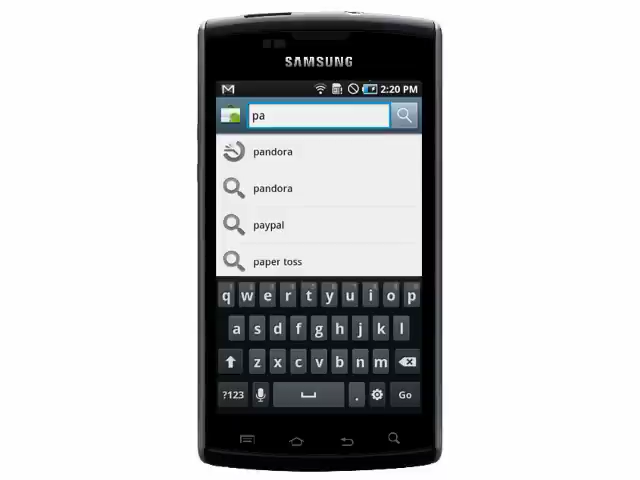 SAMSUNG
2:20 PM
pa
pandora
pandora
paypal
paper toss
q w e r t y u i o p
a s d f g h j k l
z x c v b n m
?123 . Go